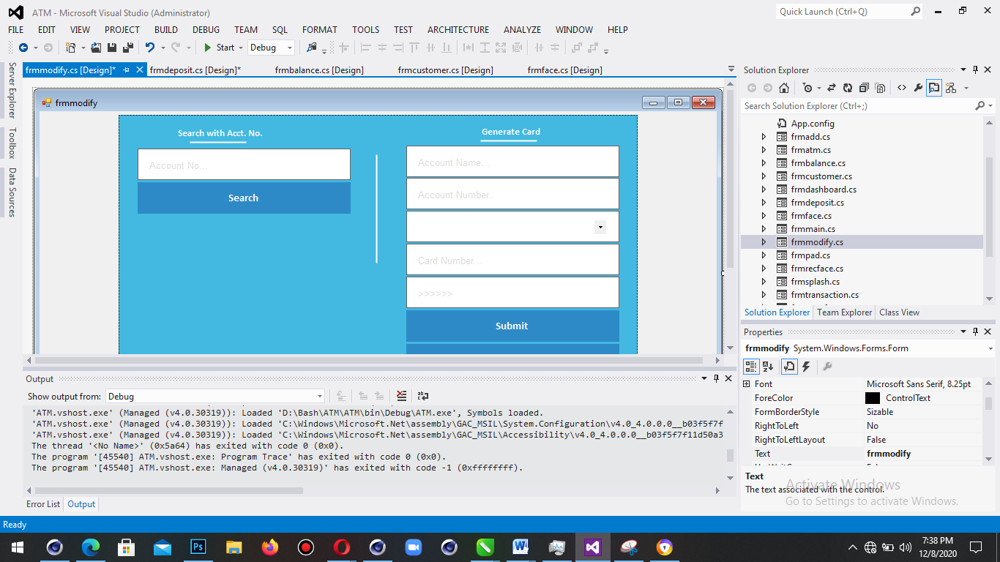 ATM - Microsoft Visual Studio (Administrator)
Quick Launch (Ctrl+Q)
FILE EDIT VIEW PROJECT BUILD DEBUG TEAM SQL FORMAT TOOLS TEST ARCHITECTURE ANALYZE WINDOW HELP
Start Debug
Server Explorer
Toolbox
Data Sources
frmmodify.cs [Design]* frmdeposit.cs [Design]* frmbalance.cs [Design] frmcustomer.cs [Design] frmface.cs [Design]
frmmodify
Search with Acct. No.
Account No...
Search
Generate Card
Account Name...
Account Number..
Card Number...
>>>>>>
Submit
Solution Explorer
Search Solution Explorer (Ctrl+;)
App.config
frmadd.cs
frmatm.cs
frmbalance.cs
frmcustomer.cs
frmdashboard.cs
frmdeposit.cs
frmface.cs
frmmain.cs
frmmodify.cs
frmpad.cs
frmrecface.cs
frmsplash.cs
frmtransaction.cs
Solution Explorer Team Explorer Class View
Properties
frmmodify System.Windows.Forms.Form
Font Microsoft Sans Serif, 8.25pt
ForeColor ControlText
FormBorderStyle Sizable
RightToLeft No
RightToLeftLayout False
Text frmmodify
Text
The text associated with the control.
Activate Windows
Go to Settings to activate Windows.
Output
Show output from: Debug
'ATM.vshost.exe' (Managed (v4.0.30319)): Loaded 'D:\Bash\ATM\ATM\bin\Debug\ATM.exe', Symbols loaded.
'ATM.vshost.exe' (Managed (v4.0.30319)): Loaded 'C:\Windows\Microsoft.Net\assembly\GAC_MSIL\System.Configuration\v4.0_4.0.0.0__b03f5f7f
'ATM.vshost.exe' (Managed (v4.0.30319)): Loaded 'C:\Windows\Microsoft.Net\assembly\GAC_MSIL\Accessibility\v4.0_4.0.0.0__b03f5f7f11d50a3
The thread '<No Name>' (0x5a64) has exited with code 0 (0x0).
The program '[45540] ATM.vshost.exe: Program Trace' has exited with code 0 (0x0).
The program '[45540] ATM.vshost.exe: Managed (v4.0.30319)' has exited with code -1 (0xffffffff).
Error List Output
Ready
Ps
7:38 PM
12/8/2020